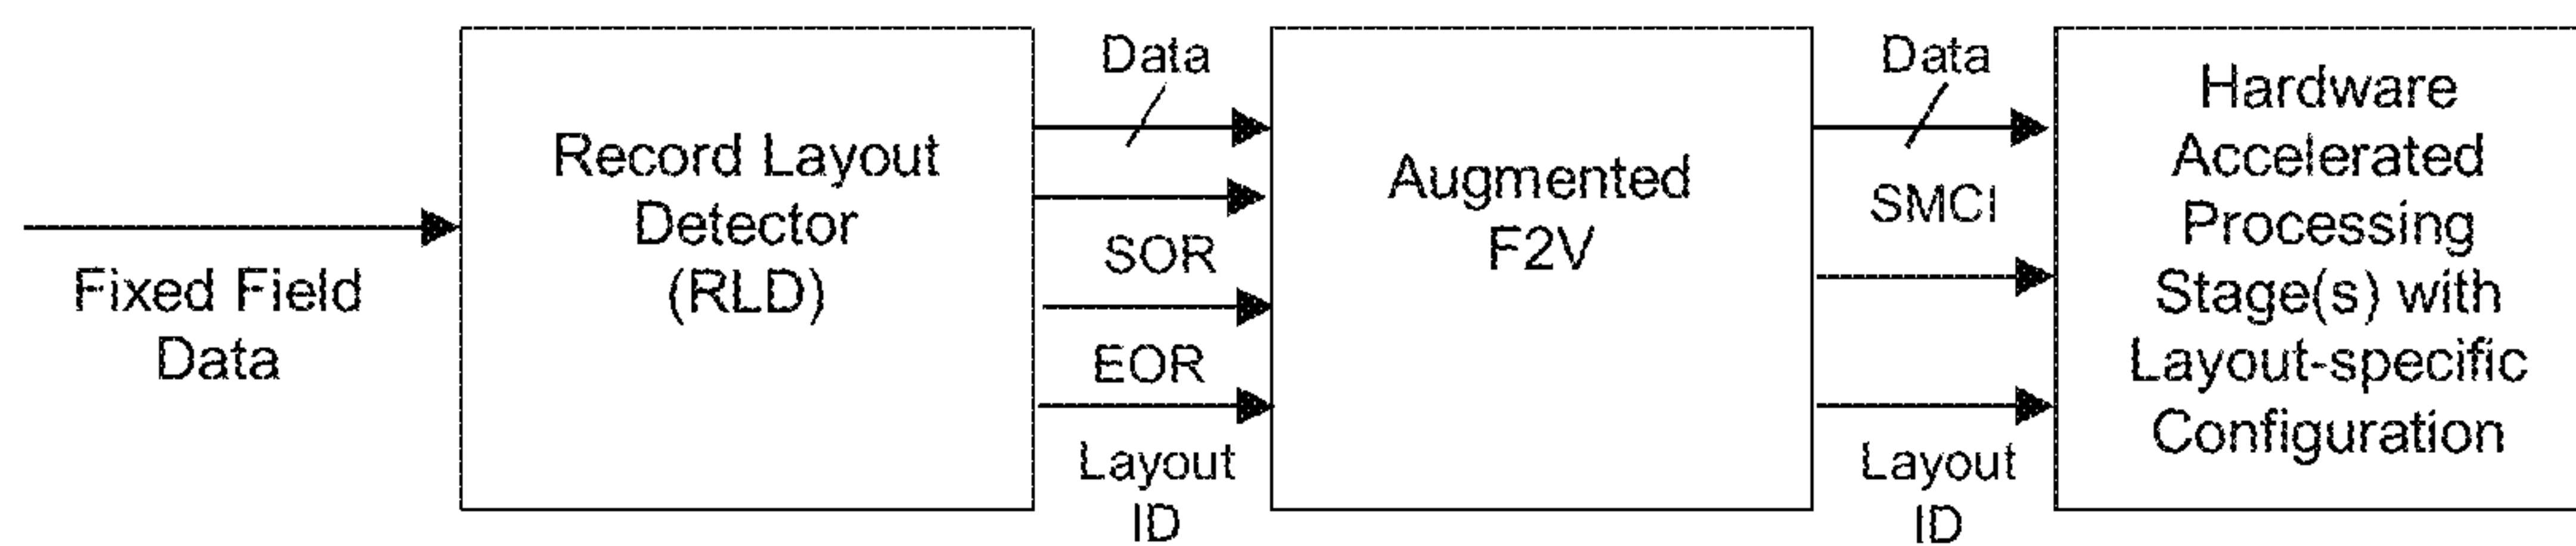 Fixed Field
Data
Record Layout
Detector
(RLD)
Data
SOR
EOR
Layout
ID
Augmented
F2V
Data
SMCI
Layout
ID
Hardware
Accelerated
Processing
Stage(s) with
Layout-specific
Configuration